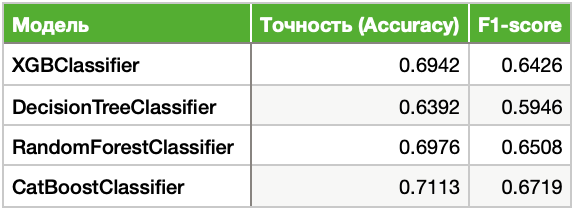 Модель Точность (Accuracy) F1-score
XGBClassifier 0.6942 0.6426
DecisionTreeClassifier 0.6392 0.5946
RandomForestClassifier 0.6976 0.6508
CatBoostClassifier 0.7113 0.6719